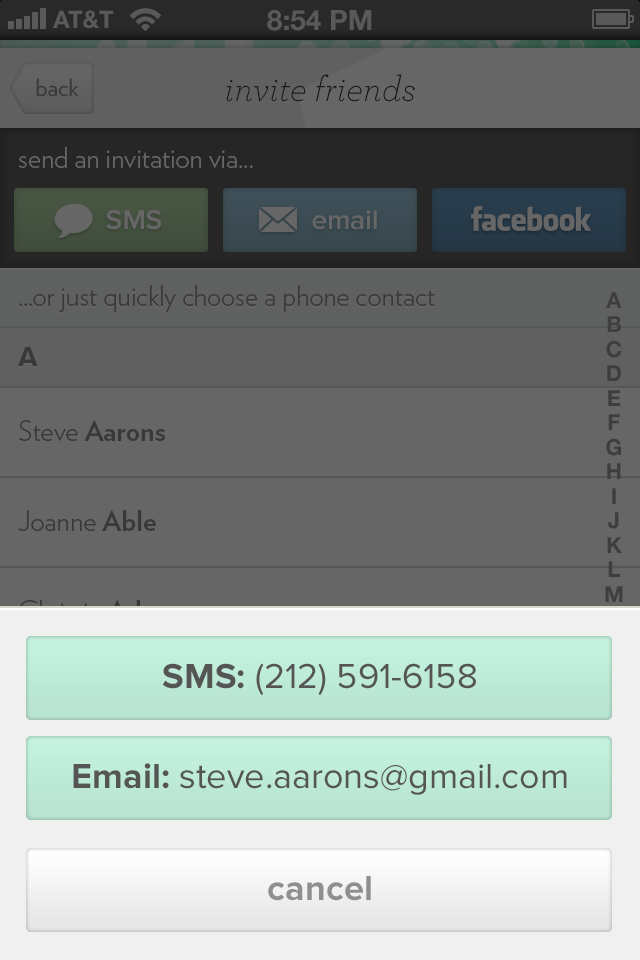 AT&T 8:54 PM
back
invite friends
send an invitation via...
SMS email facebook
...or just quickly choose a phone contact
A
A
B
Steve Aarons
Joanne Able
C
D
E
F
G
H
I
J
K
L
M
SMS: (212) 591-6158
Email: steve.aarons@gmail.com
cancel